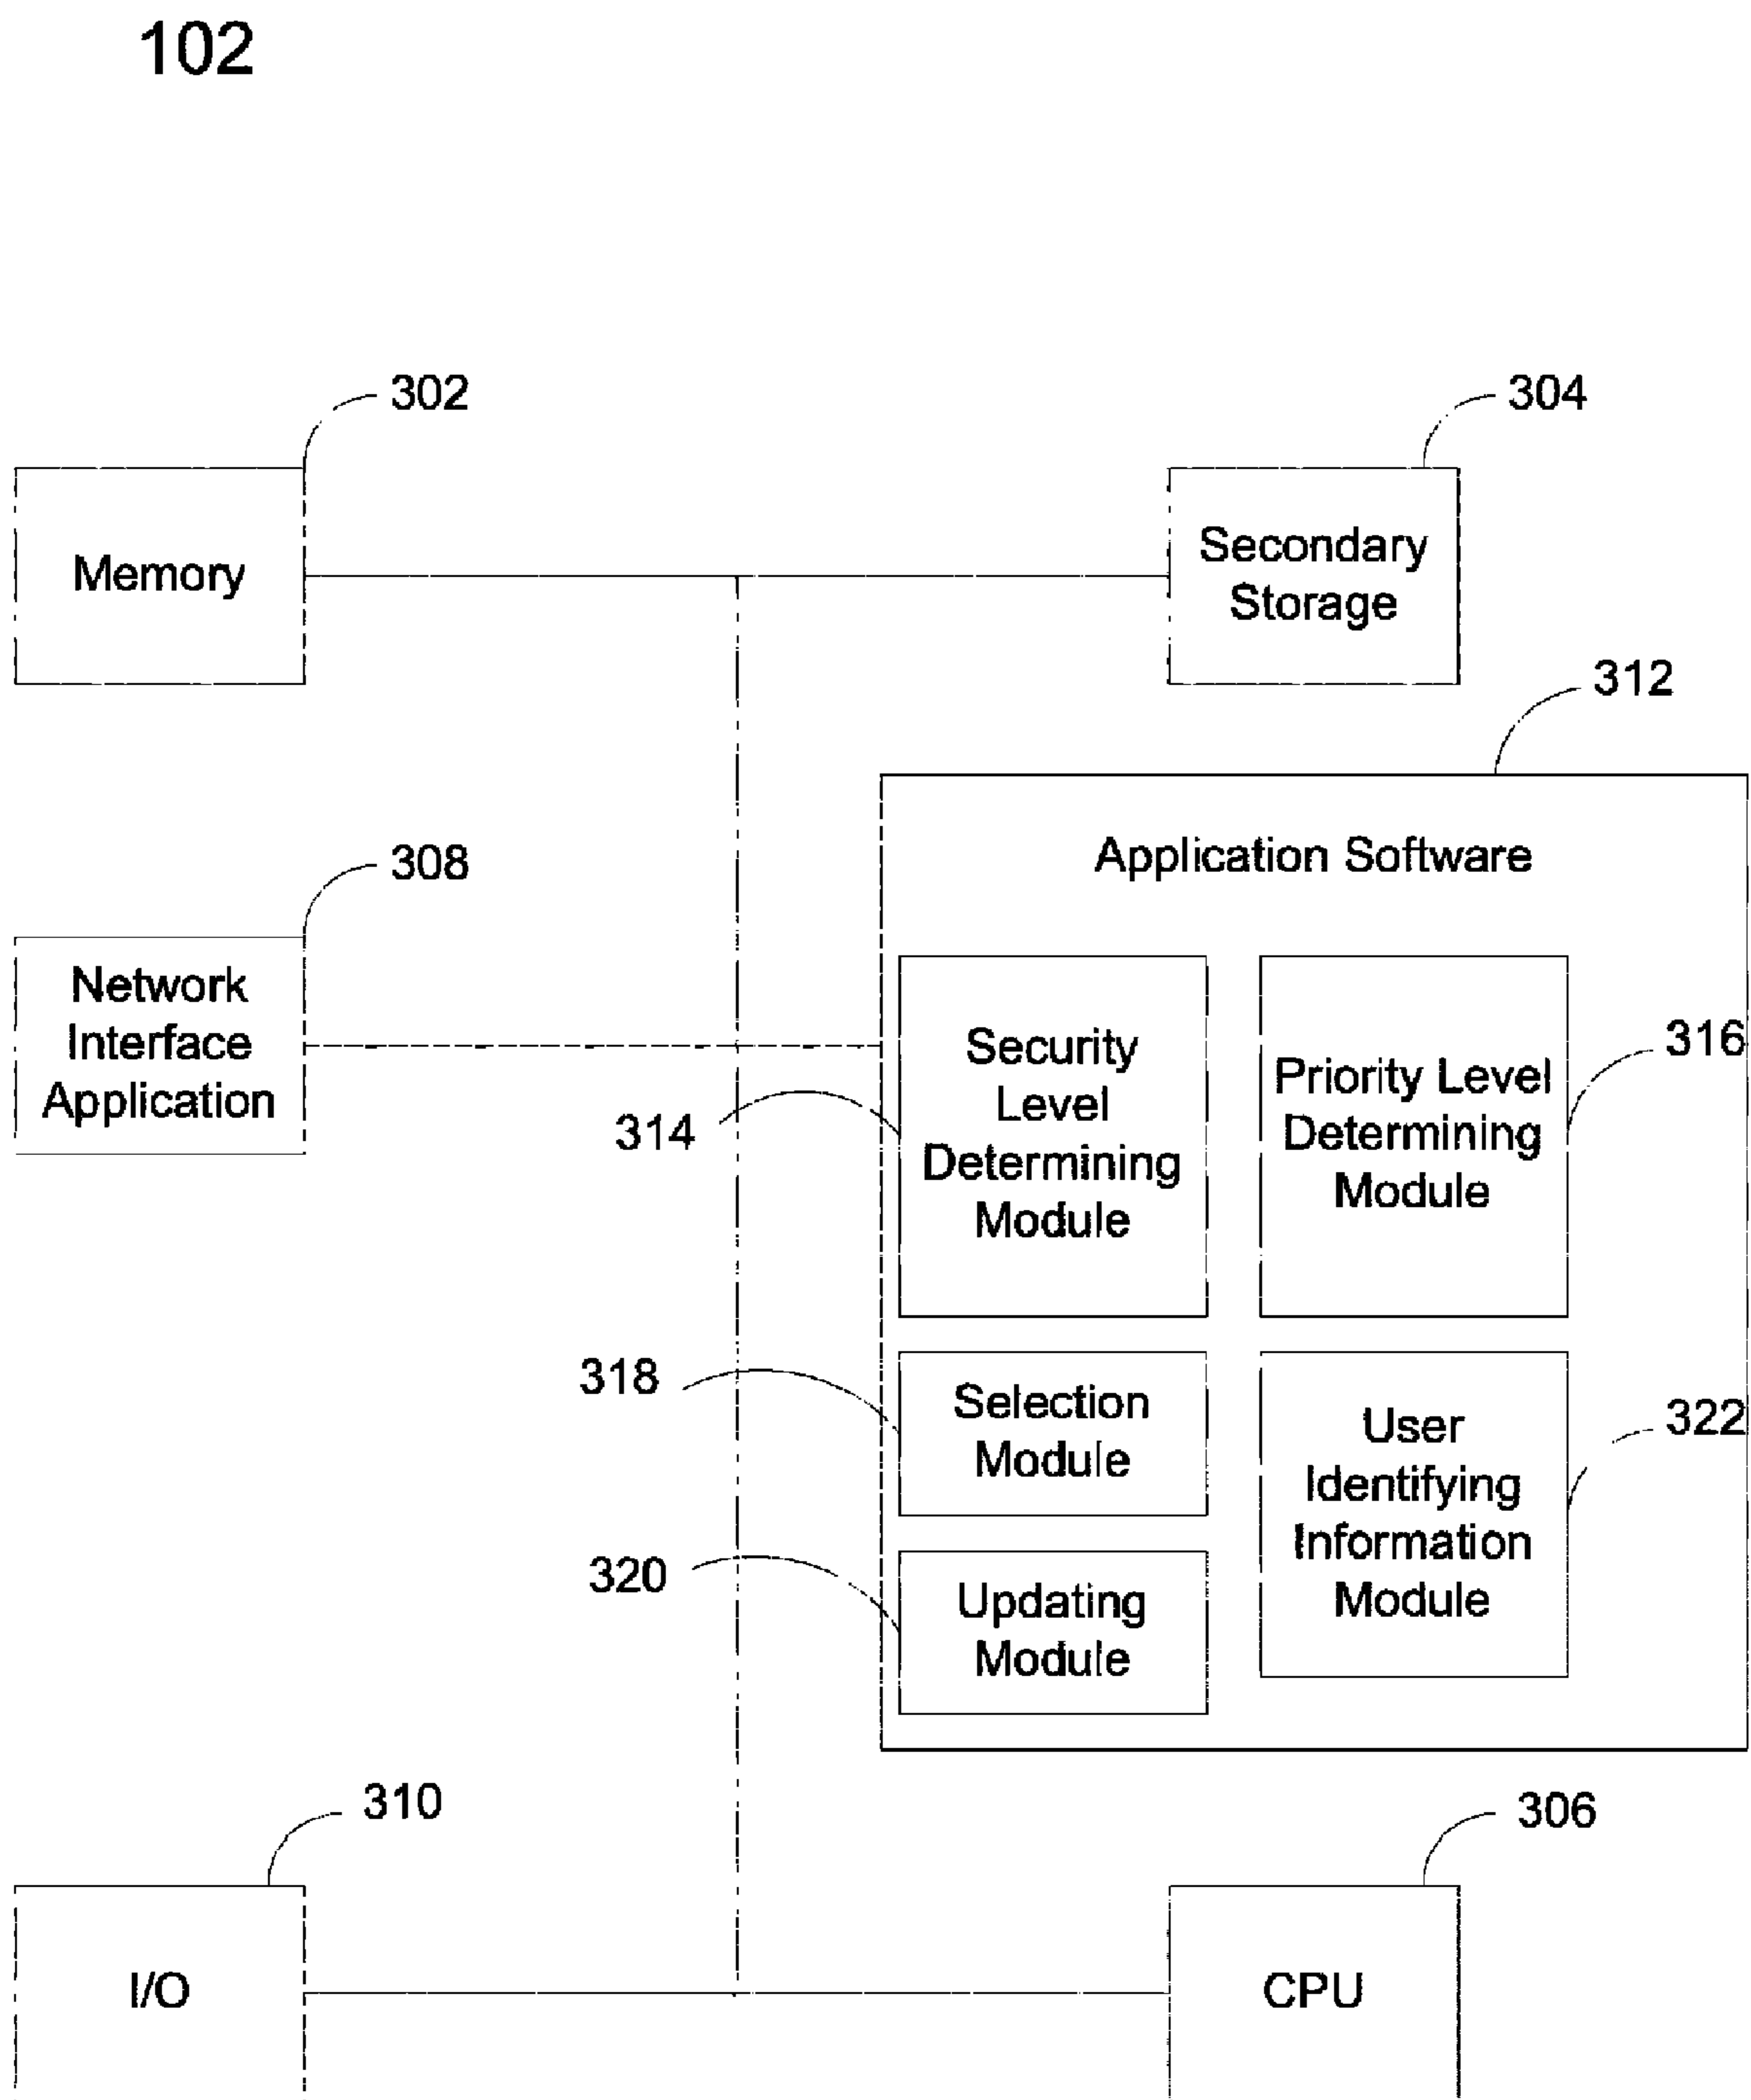 102
302
304
Memory
Secondary
Storage
312
308
Application Software
Network
Interface
Application
314
Security
Level
Determining
Module
Priority Level
Determining
Module
316
318
Selection
Module
User
Identifying
Information
Module
322
320
Updating
Module
310
306
I/O
CPU